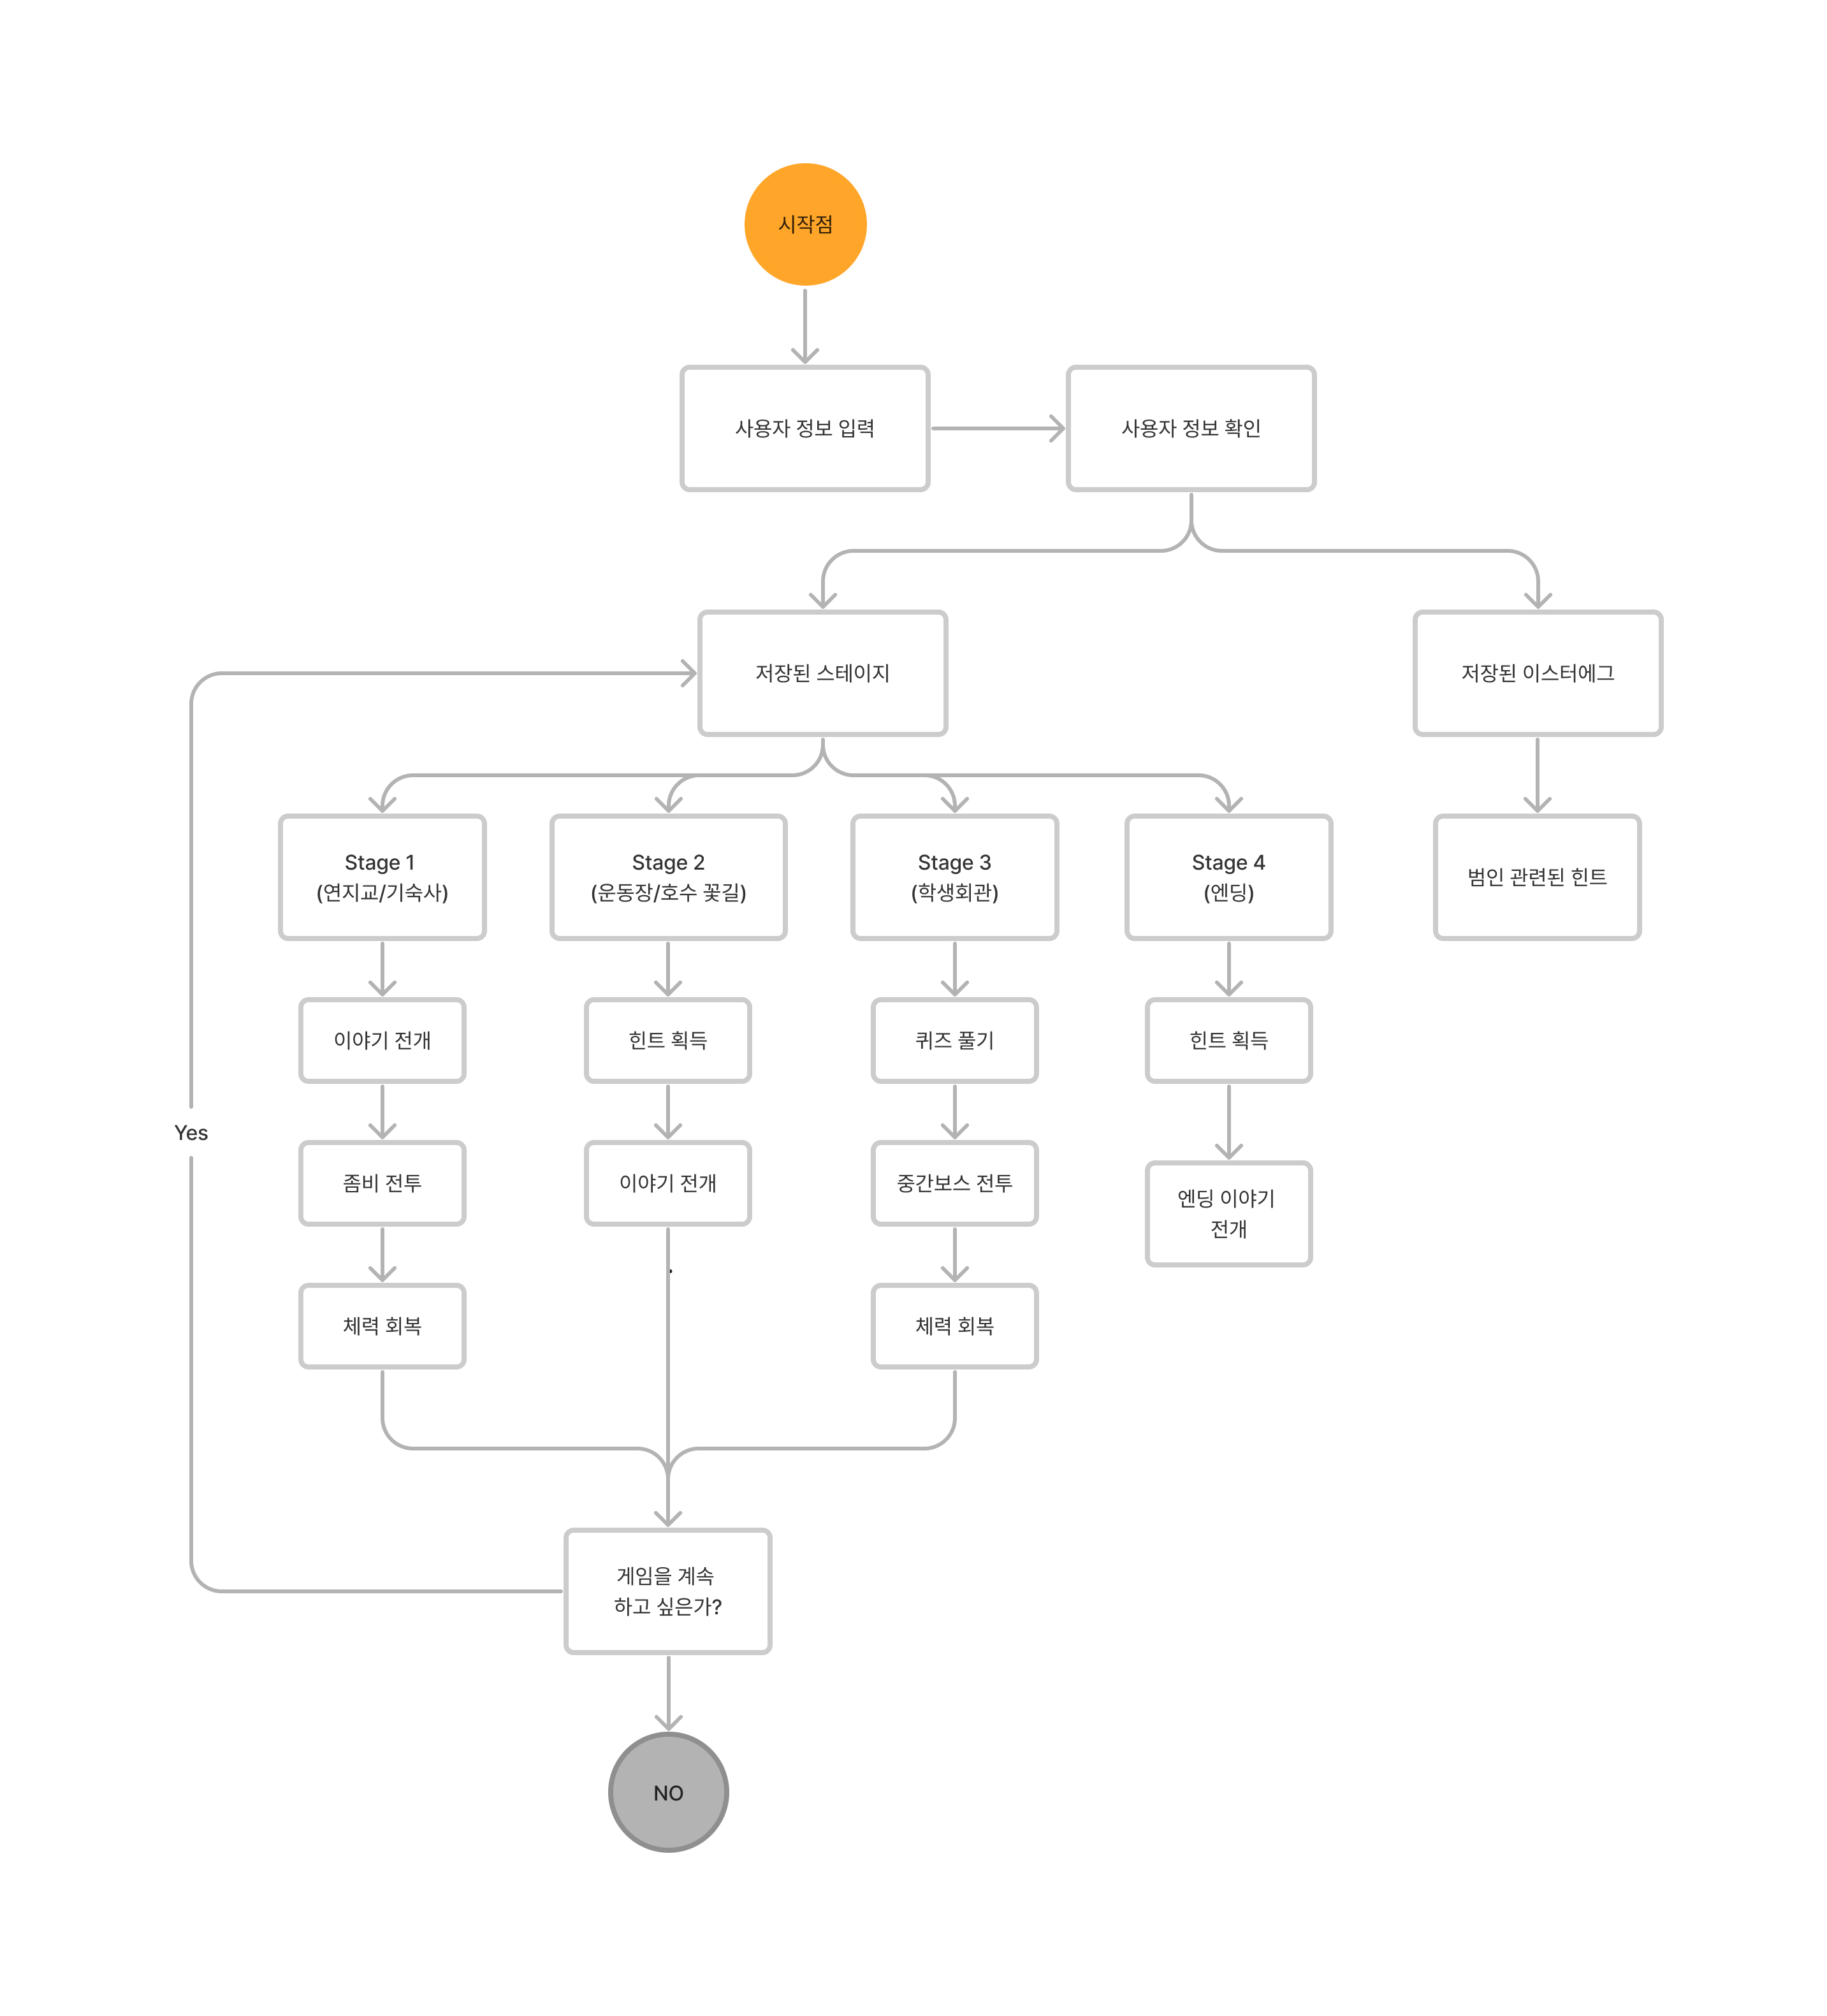 시작점
사용자 정보 입력
사용자 정보 확인
저장된 스테이지
저장된 이스터에그
Stage 1
(연지교/기숙사)
Stage 2
(운동장/호수 꽃길)
Stage 3
(학생회관)
Stage 4
(엔딩)
범인 관련된 힌트
이야기 전개
힌트 획득
퀴즈 풀기
힌트 획득
Yes
좀비 전투
이야기 전개
중간보스 전투
엔딩 이야기
전개
체력 회복
체력 회복
게임을 계속
하고 싶은가?
NO